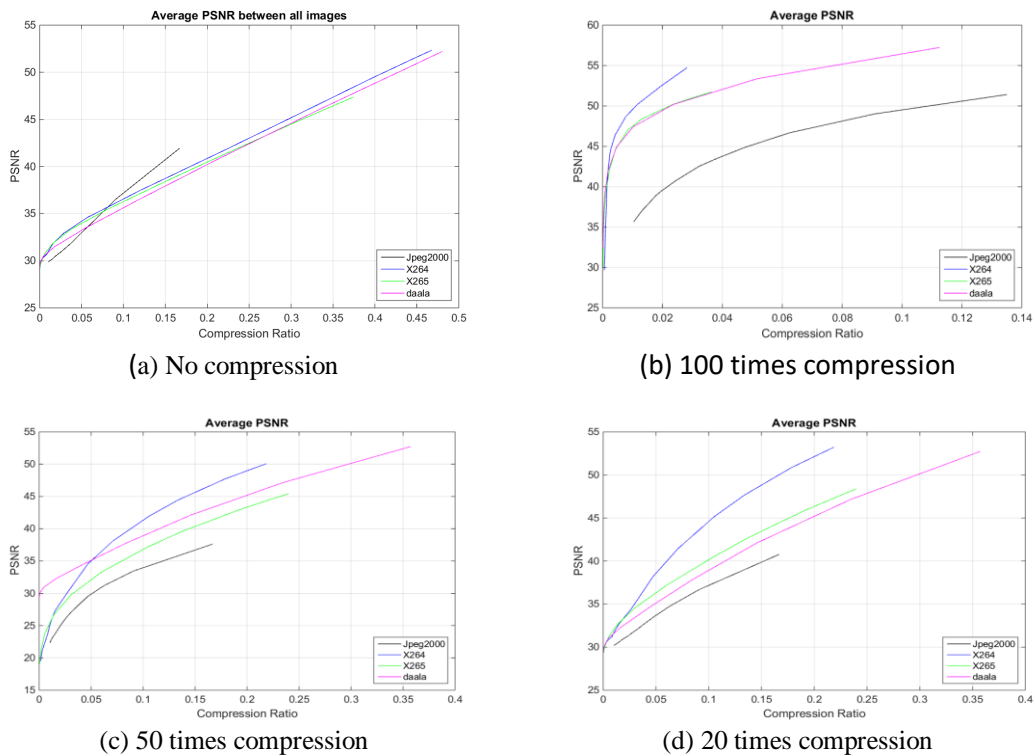 Average PSNR between all images
PSNR
55
50
45
40
35
30
25
0 0.05 0.1 0.15 0.2 0.25 0.3 0.35 0.4 0.45 0.5
Compression Ratio
Jpeg2000
X264
X265
daala
(a) No compression
Average PSNR
PSNR
60
55
50
45
40
35
30
25
0 0.02 0.04 0.06 0.08 0.1 0.12 0.14
Compression Ratio
Jpeg2000
X264
X265
daala
(b) 100 times compression
Average PSNR
PSNR
55
50
45
40
35
30
25
20
15
0 0.05 0.1 0.15 0.2 0.25 0.3 0.35 0.4
Compression Ratio
Jpeg2000
X264
X265
daala
(c) 50 times compression
Average PSNR
PSNR
55
50
45
40
35
30
25
0 0.05 0.1 0.15 0.2 0.25 0.3 0.35 0.4
Compression Ratio
Jpeg2000
X264
X265
daala
(d) 20 times compression